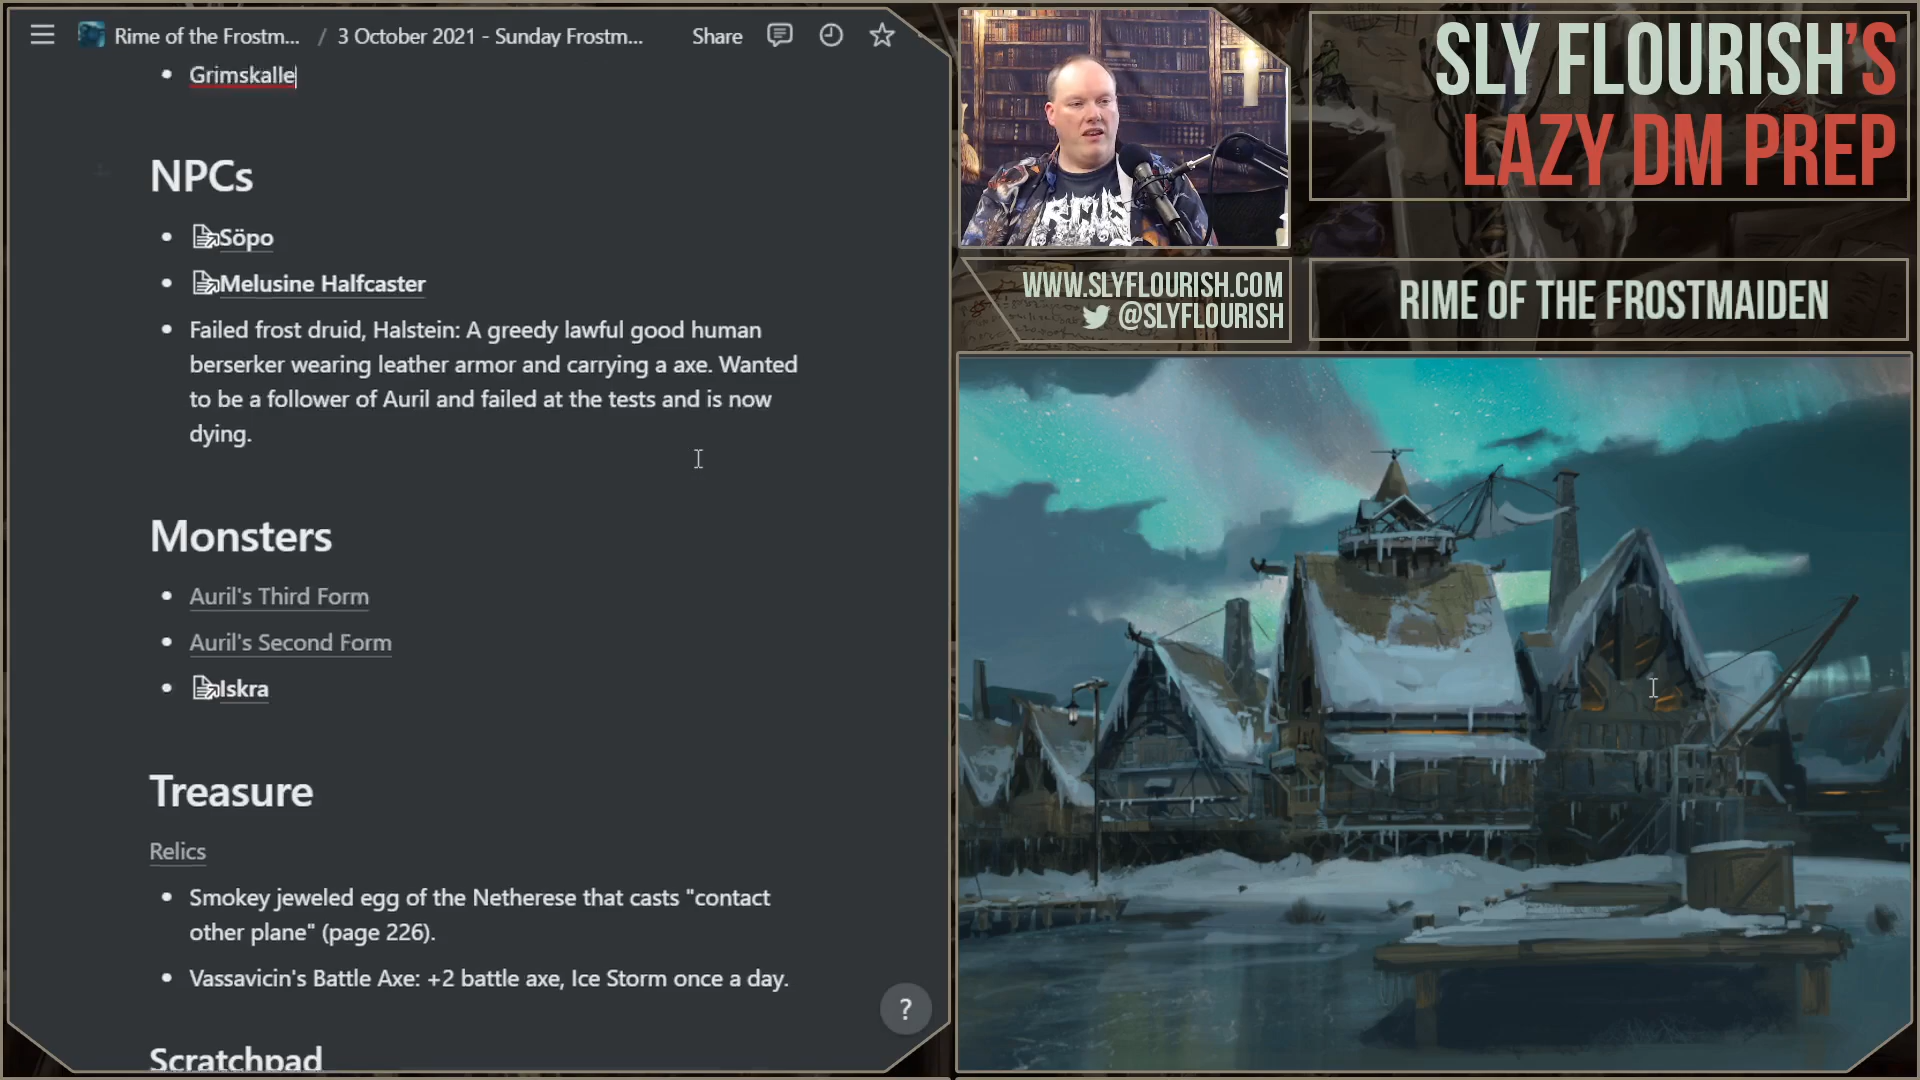 Rime of the Frostm... / 3 October 2021 - Sunday Frostm... Share
Grimskalle
NPCs
Söpo
Melusine Halfcaster
Failed frost druid, Halstein: A greedy lawful good human
berserker wearing leather armor and carrying a axe. Wanted
to be a follower of Auril and failed at the tests and is now
dying.
Monsters
Auril's Third Form
Auril's Second Form
Iskra
Treasure
Relics
Smokey jeweled egg of the Netherese that casts "contact
other plane" (page 226).
Vassavicin's Battle Axe: +2 battle axe, Ice Storm once a day.
?
Scratchpad
SLY FLOURISH'S
LAZY DM PREP
WWW.SLYFLOURISH.COM
@SLYFLOURISH
RIME OF THE FROSTMAIDEN